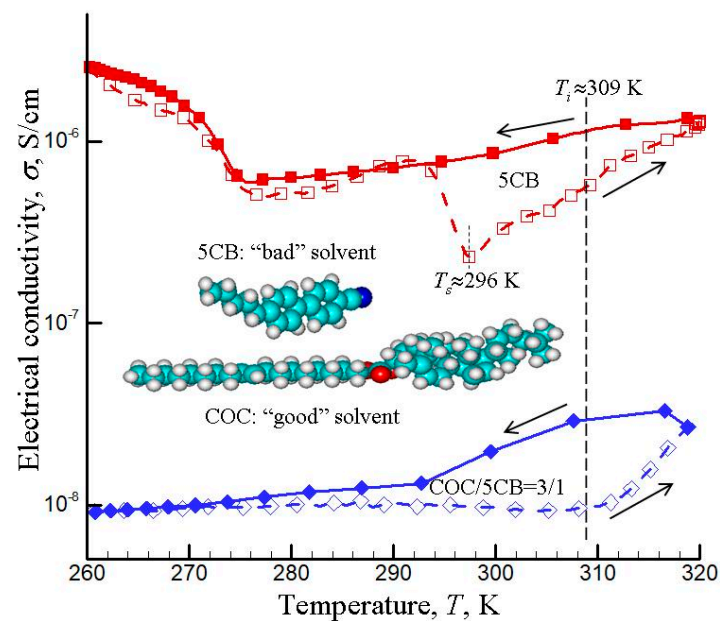 Electrical conductivity, σ, S/cm
10⁻⁶
10⁻⁷
10⁻⁸
Tᵢ≈309 K
5CB
5CB: “bad” solvent
Tₛ≈296 K
COC: “good” solvent
COC/5CB=3/1
260 270 280 290 300 310 320
Temperature, T, K